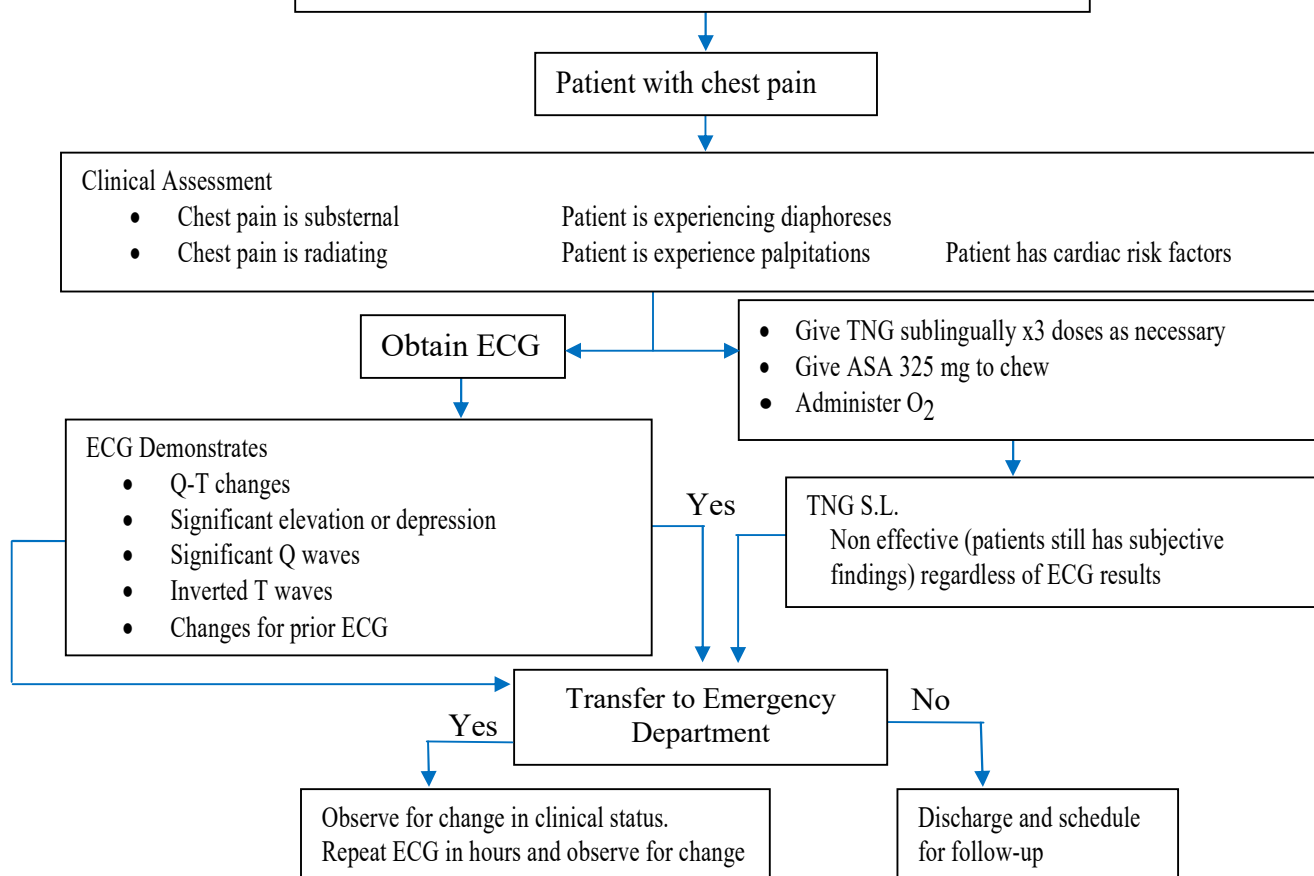 Patient with chest pain
Clinical Assessment
• Chest pain is substernal Patient is experiencing diaphoreses
• Chest pain is radiating Patient is experience palpitations Patient has cardiac risk factors
Obtain ECG
• Give TNG sublingually x3 doses as necessary
• Give ASA 325 mg to chew
• Administer O2
ECG Demonstrates
• Q-T changes
• Significant elevation or depression
• Significant Q waves
• Inverted T waves
• Changes for prior ECG
Yes
TNG S.L.
Non effective (patients still has subjective
findings) regardless of ECG results
Transfer to Emergency
Department
Yes
No
Observe for change in clinical status.
Repeat ECG in hours and observe for change
Discharge and schedule
for follow-up